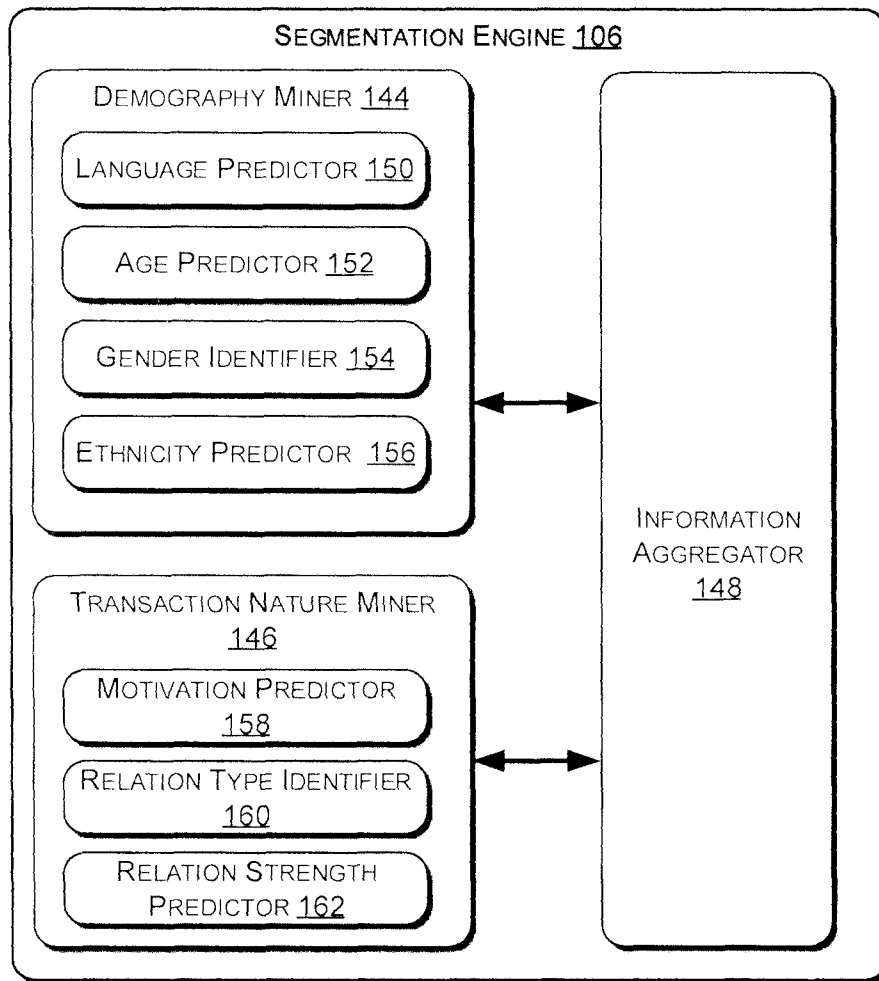 SEGMENTATION ENGINE 106
DEMOGRAPHY MINER 144
LANGUAGE PREDICTOR 150
AGE PREDICTOR 152
GENDER IDENTIFIER 154
ETHNICITY PREDICTOR 156
TRANSACTION NATURE MINER
146
MOTIVATION PREDICTOR
158
RELATION TYPE IDENTIFIER
160
RELATION STRENGTH
PREDICTOR 162
INFORMATION
AGGREGATOR
148